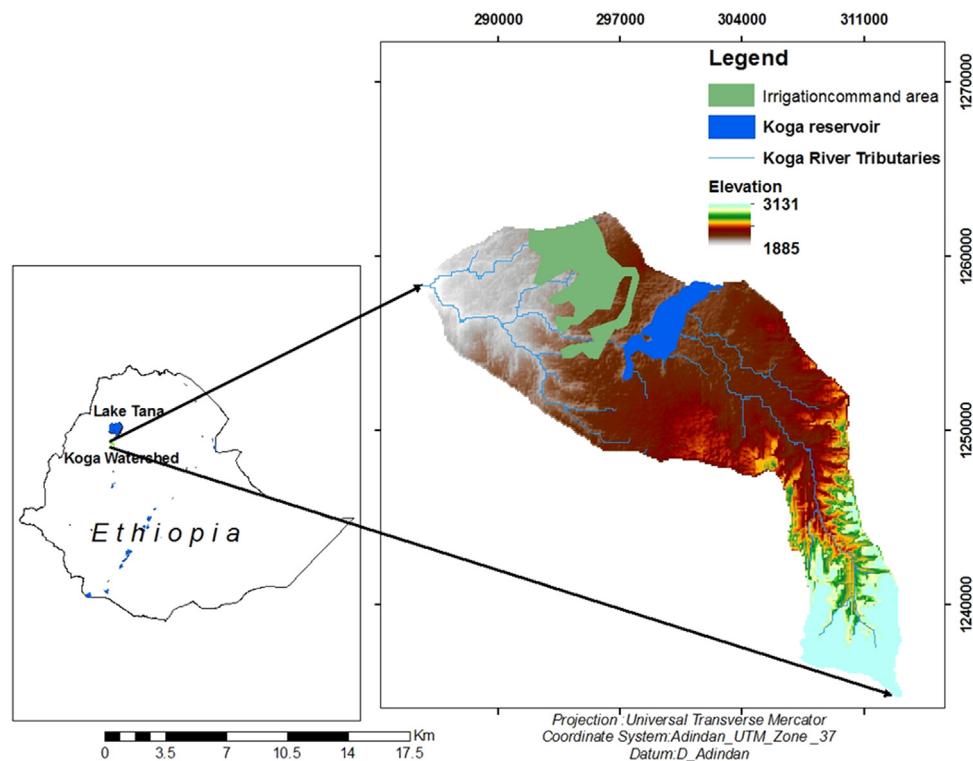 290000 297000 304000 311000
Legend
Irrigationcommand area
Koga reservoir
Koga River Tributaries
Elevation
3131
1885
1270000
1260000
1250000
1240000
Lake Tana
Koga Watershed
Ethiopia
0 3.5 7 10.5 14 17.5 Km
Projection :Universal Transverse Mercator
Coordinate System:Adindan_UTM_Zone _37
Datum:D_Adindan